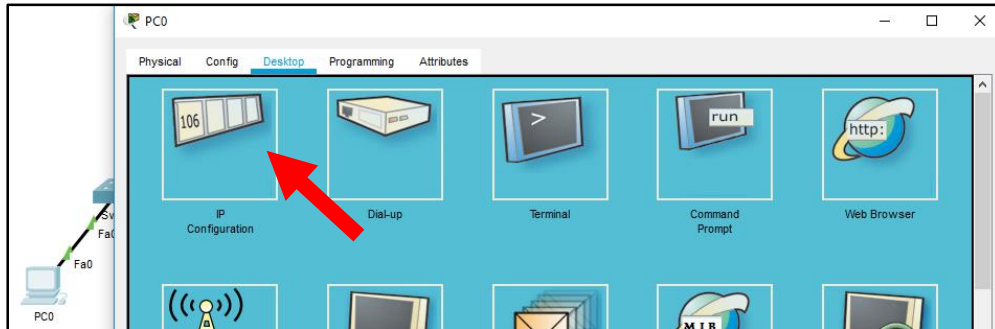 PC0
Physical Config Desktop Programming Attributes
106
>
run
http:
IP
Configuration
Dial-up
Terminal
Command
Prompt
Web Browser
Fa0
PC0
MIB